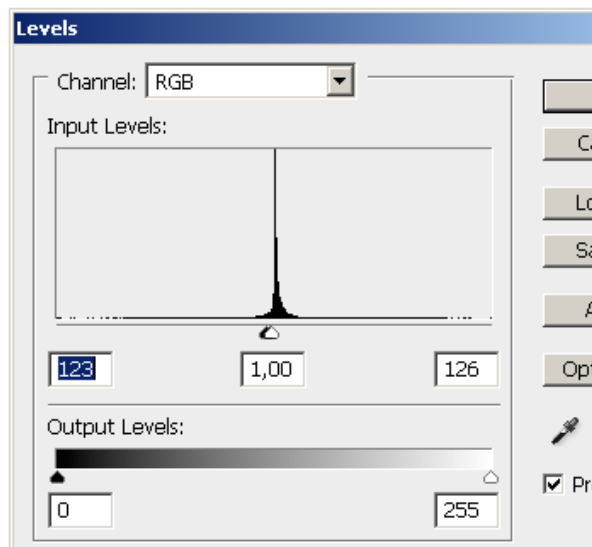 Levels
Channel: RGB
Input Levels:
123 1,00 126
Output Levels:
0 255